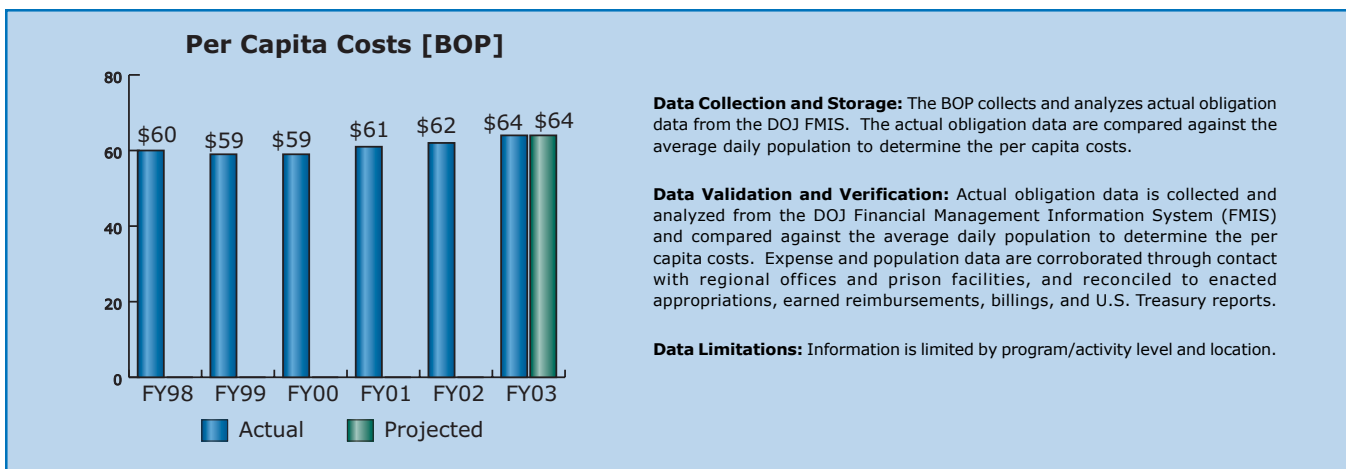 Per Capita Costs [BOP]
80
60
40
20
0
$60
$59
$59
$61
$62
$64
$64
FY98
FY99
FY00
FY01
FY02
FY03
Actual
Projected
Data Collection and Storage: The BOP collects and analyzes actual obligation
data from the DOJ FMIS. The actual obligation data are compared against the
average daily population to determine the per capita costs.
Data Validation and Verification: Actual obligation data is collected and
analyzed from the DOJ Financial Management Information System (FMIS)
and compared against the average daily population to determine the per
capita costs. Expense and population data are corroborated through contact
with regional offices and prison facilities, and reconciled to enacted
appropriations, earned reimbursements, billings, and U.S. Treasury reports.
Data Limitations: Information is limited by program/activity level and location.